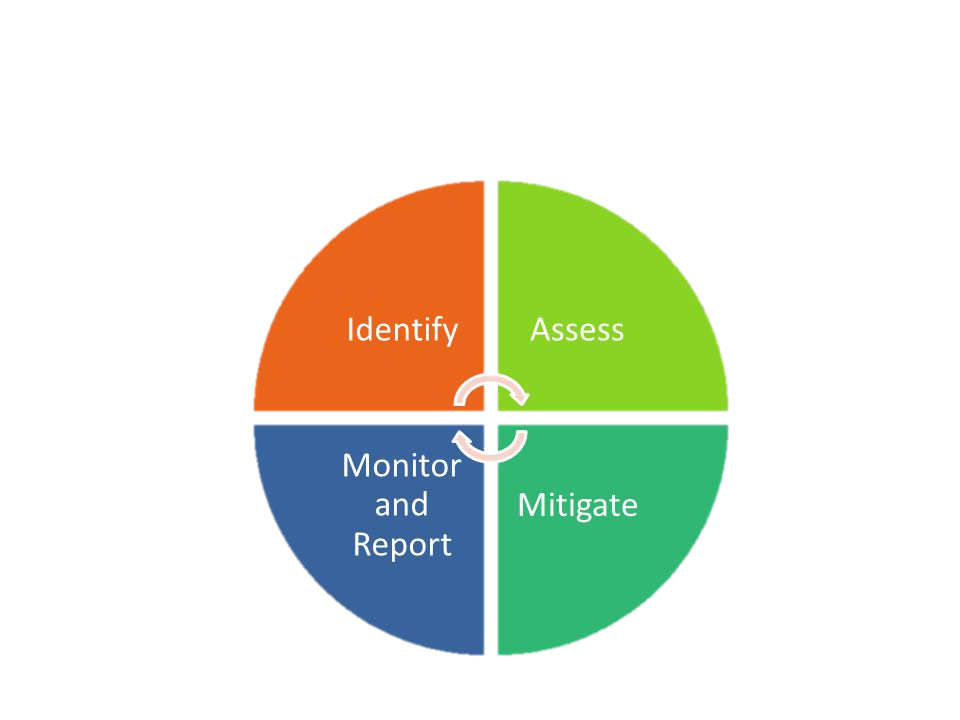 Identify
Assess
Monitor
and
Report
Mitigate